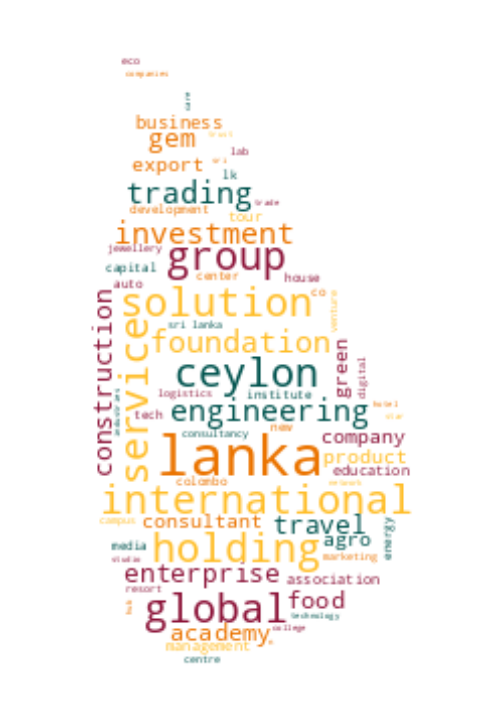 eco
companies
care
business
gem
travel
lab
export
sri
lk
trading
trade
development
tour
investment
jewellery
group
capital
center
house
auto
co
solution
venture
construction
service
sri lanka
foundation
green
ceylon
digital
industries
logistics
institute
tech
engineering
hotel
star
consultancy
new
lanka
company
product
education
colombo
network
international
campus
consultant
travel
energy
media
holding
agro
studio
marketing
enterprise
association
resort
hub
global
food
technology
academy
college
management
centre